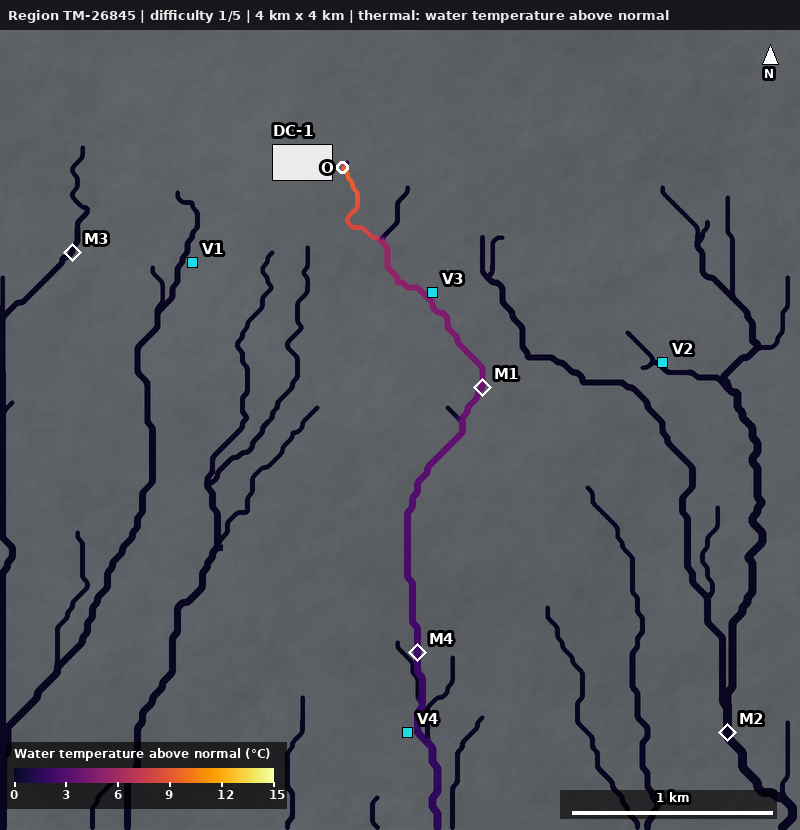 Region TM-26845 | difficulty 1/5 | 4 km x 4 km | thermal: water temperature above normal
N
DC-1
O
M3
V1
V3
V2
M1
M4
V4
M2
Water temperature above normal (°C)
0 3 6 9 12 15
1 km